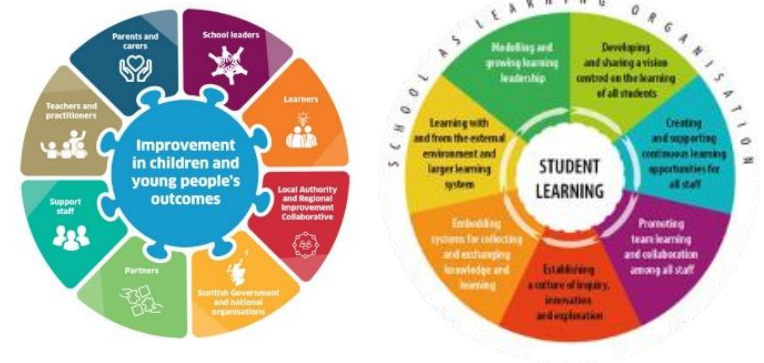 Parents and
carers
School leaders
Learners
Local Authority
and Regional
Improvement
Collaborative
Scottish Government
and national
organisations
Partners
Support
staff
Teachers and
practitioners
Improvement
in children and
young people's
outcomes
SCHOOL AS LEARNING ORGANISATION
Modelling and
growing learning
leadership
Developing
and sharing a vision
centred on the learning
of all students
Creating
and supporting
continuous learning
opportunities for
all staff
Promoting
team learning
and collaboration
among all staff
Establishing
a culture of inquiry,
innovation
and exploration
Embedding
systems for collecting
and exchanging
knowledge and
learning
Learning with
and from the external
environment and
larger learning
system
STUDENT
LEARNING